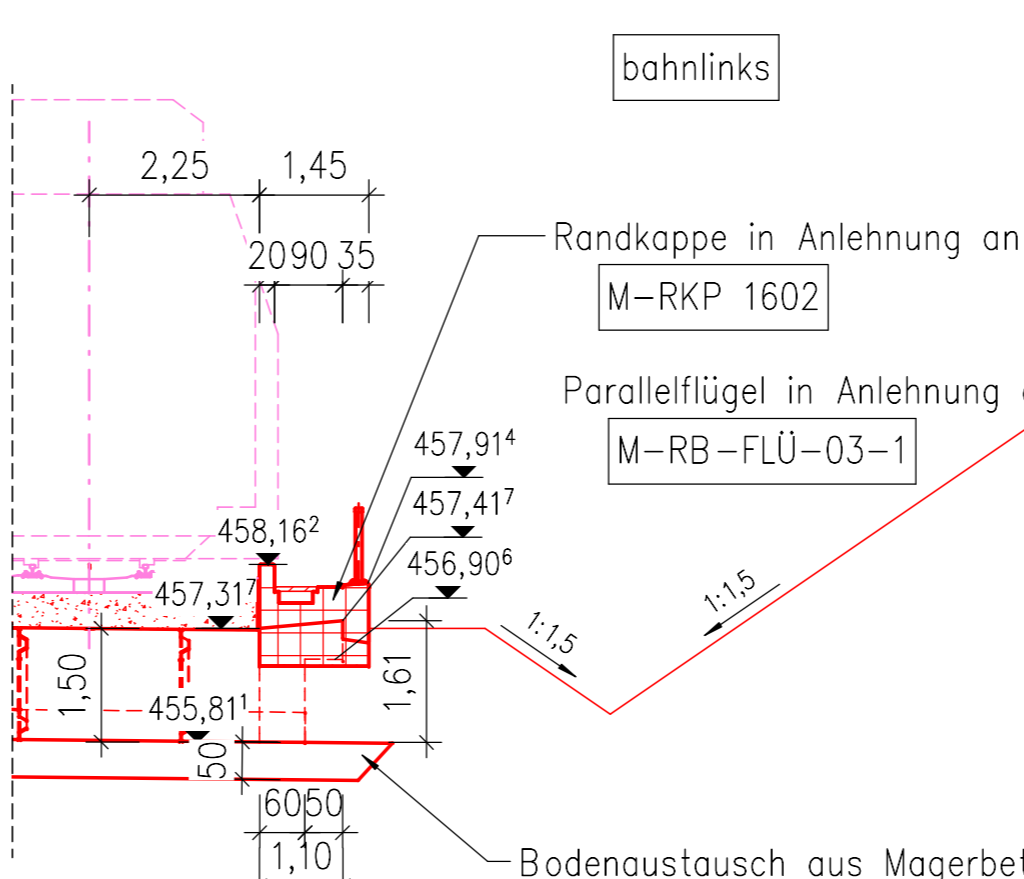 bahnlinks
2,25
1,45
20 90 35
Randkappe in Anlehnung an
M-RKP 1602
Parallelflügel in Anlehnung
M-RB-FLÜ-03-1
457,91⁴
457,41⁷
458,16²
456,90⁶
457,31⁷
1:1,5
1:1,5
1,50
1,61
455,81¹
50
60 50
1,10
Bodenaustausch aus Magerbet